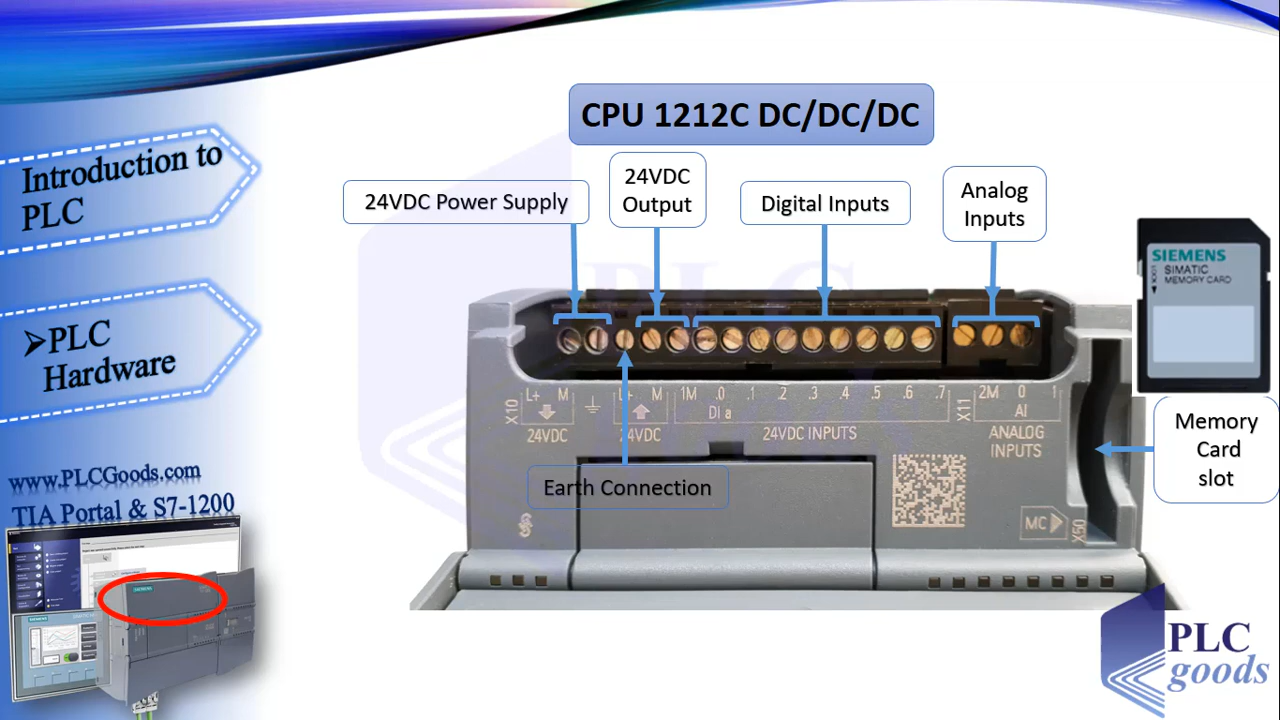 CPU 1212C DC/DC/DC
Introduction to
PLC
➤PLC
Hardware
www.PLCGoods.com
TIA Portal & S7-1200
24VDC Power Supply
24VDC
Output
Digital Inputs
Analog
Inputs
SIEMENS
SIMATIC
MEMORY CARD
Memory
Card
slot
Earth Connection
X10
L+ M
24VDC
L+ M
24VDC
1M .0 .1 .2 .3 .4 .5 .6 .7
DI a
24VDC INPUTS
X11
2M 0 1
AI
ANALOG
INPUTS
MC
X50
SIEMENS
PLC
PLC
PLC
goods